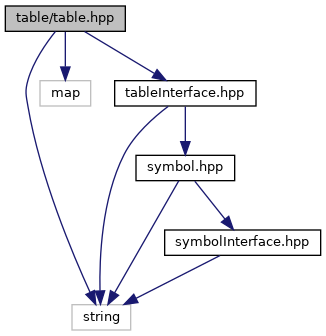 table/table.hpp
map
tableInterface.hpp
symbol.hpp
symbolInterface.hpp
string